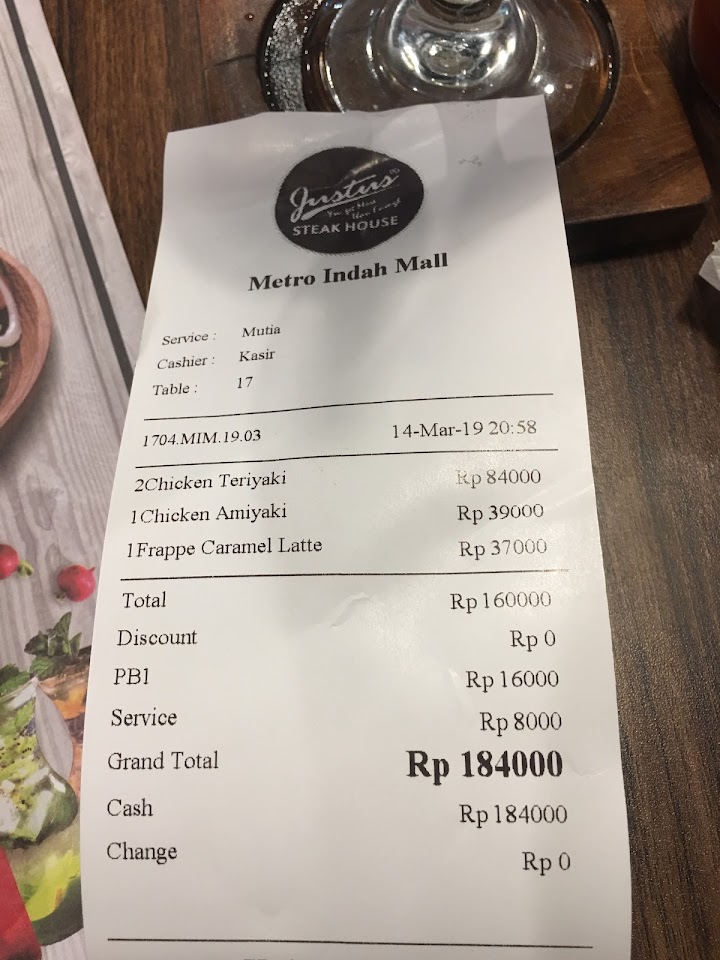 Justus
STEAK HOUSE
Metro Indah Mall
Service : Mutia
Cashier : Kasir
Table : 17
1704.MIM.19.03 14-Mar-19 20:58
2Chicken Teriyaki Rp 84000
1Chicken Amiyaki Rp 39000
1Frappe Caramel Latte Rp 37000
Total Rp 160000
Discount Rp 0
PB1 Rp 16000
Service Rp 8000
Grand Total Rp 184000
Cash Rp 184000
Change Rp 0